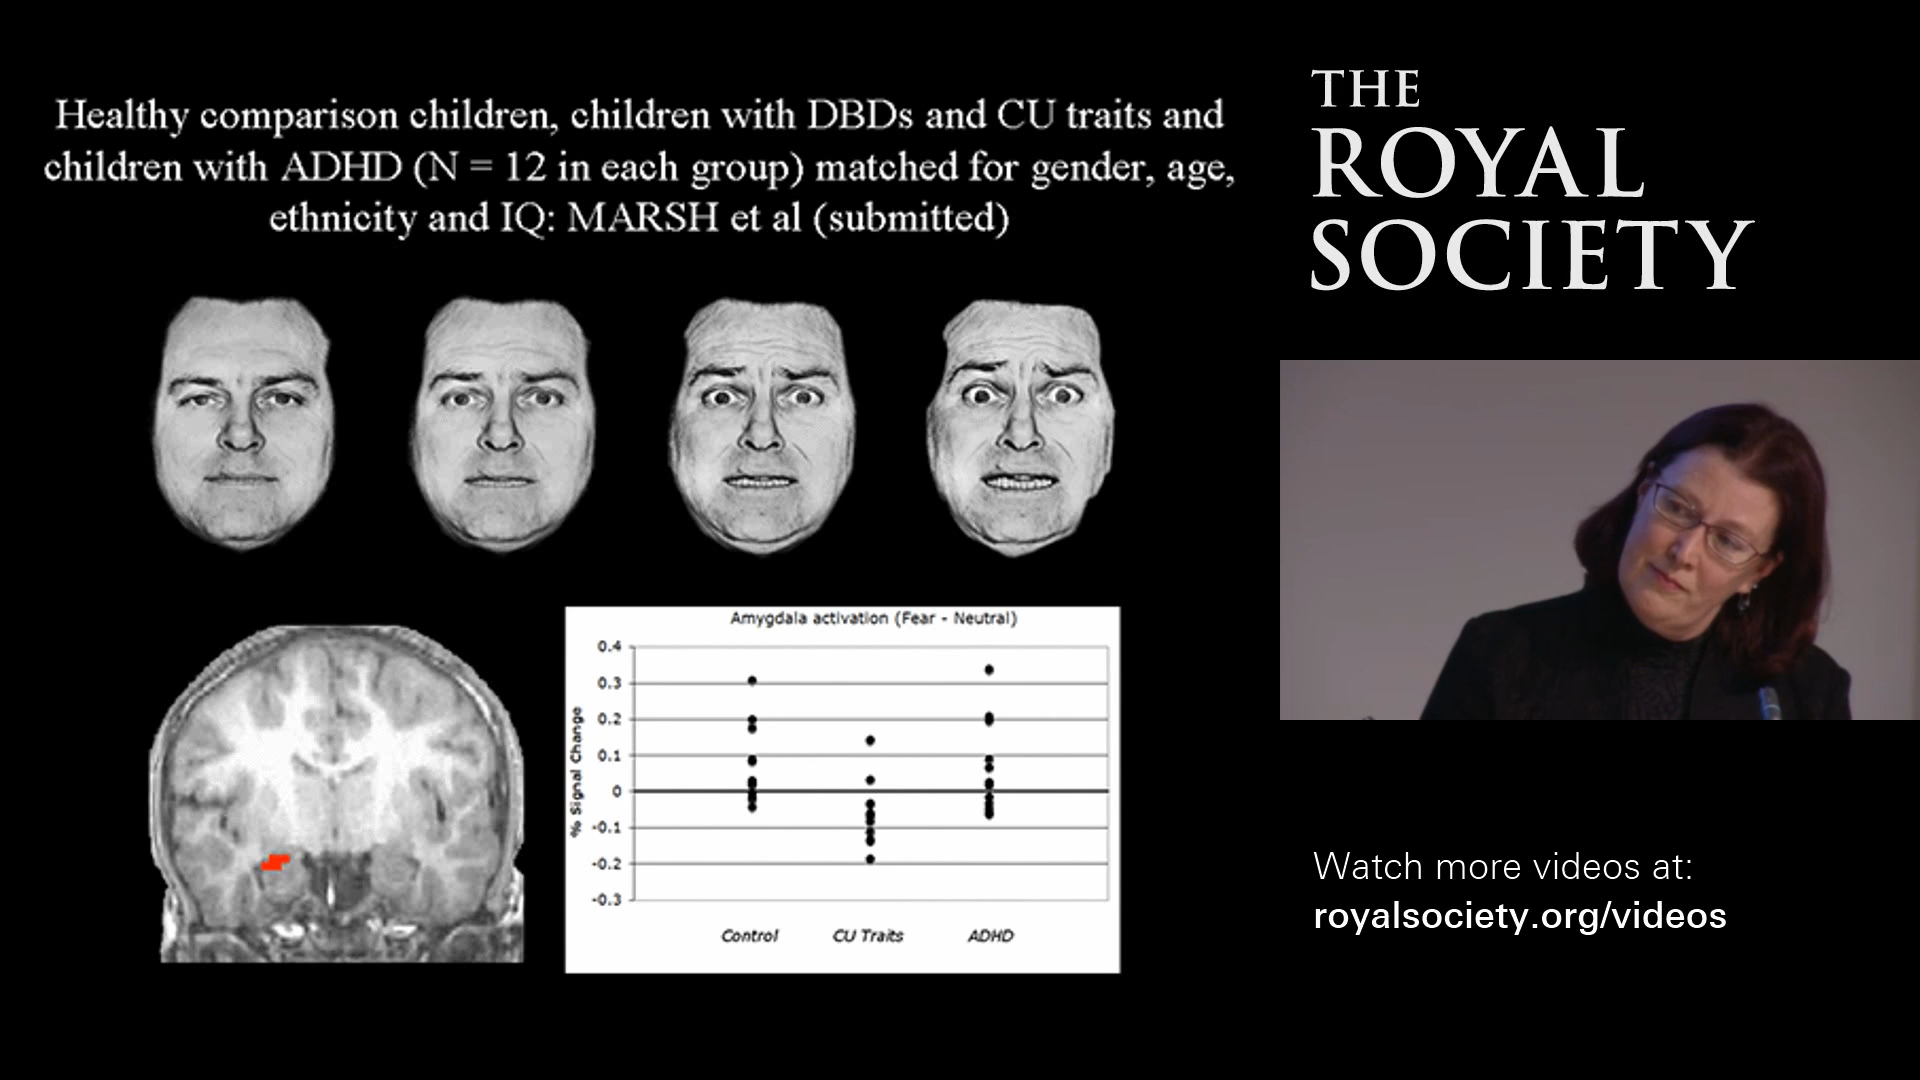 Healthy comparison children, children with DBDs and CU traits and
children with ADHD (N = 12 in each group) matched for gender, age,
ethnicity and IQ: MARSH et al (submitted)
THE
ROYAL
SOCIETY
Amygdala activation (Fear - Neutral)
% Signal Change
0.4
0.3
0.2
0.1
0
-0.1
-0.2
-0.3
Control CU Traits ADHD
Watch more videos at:
royalsociety.org/videos